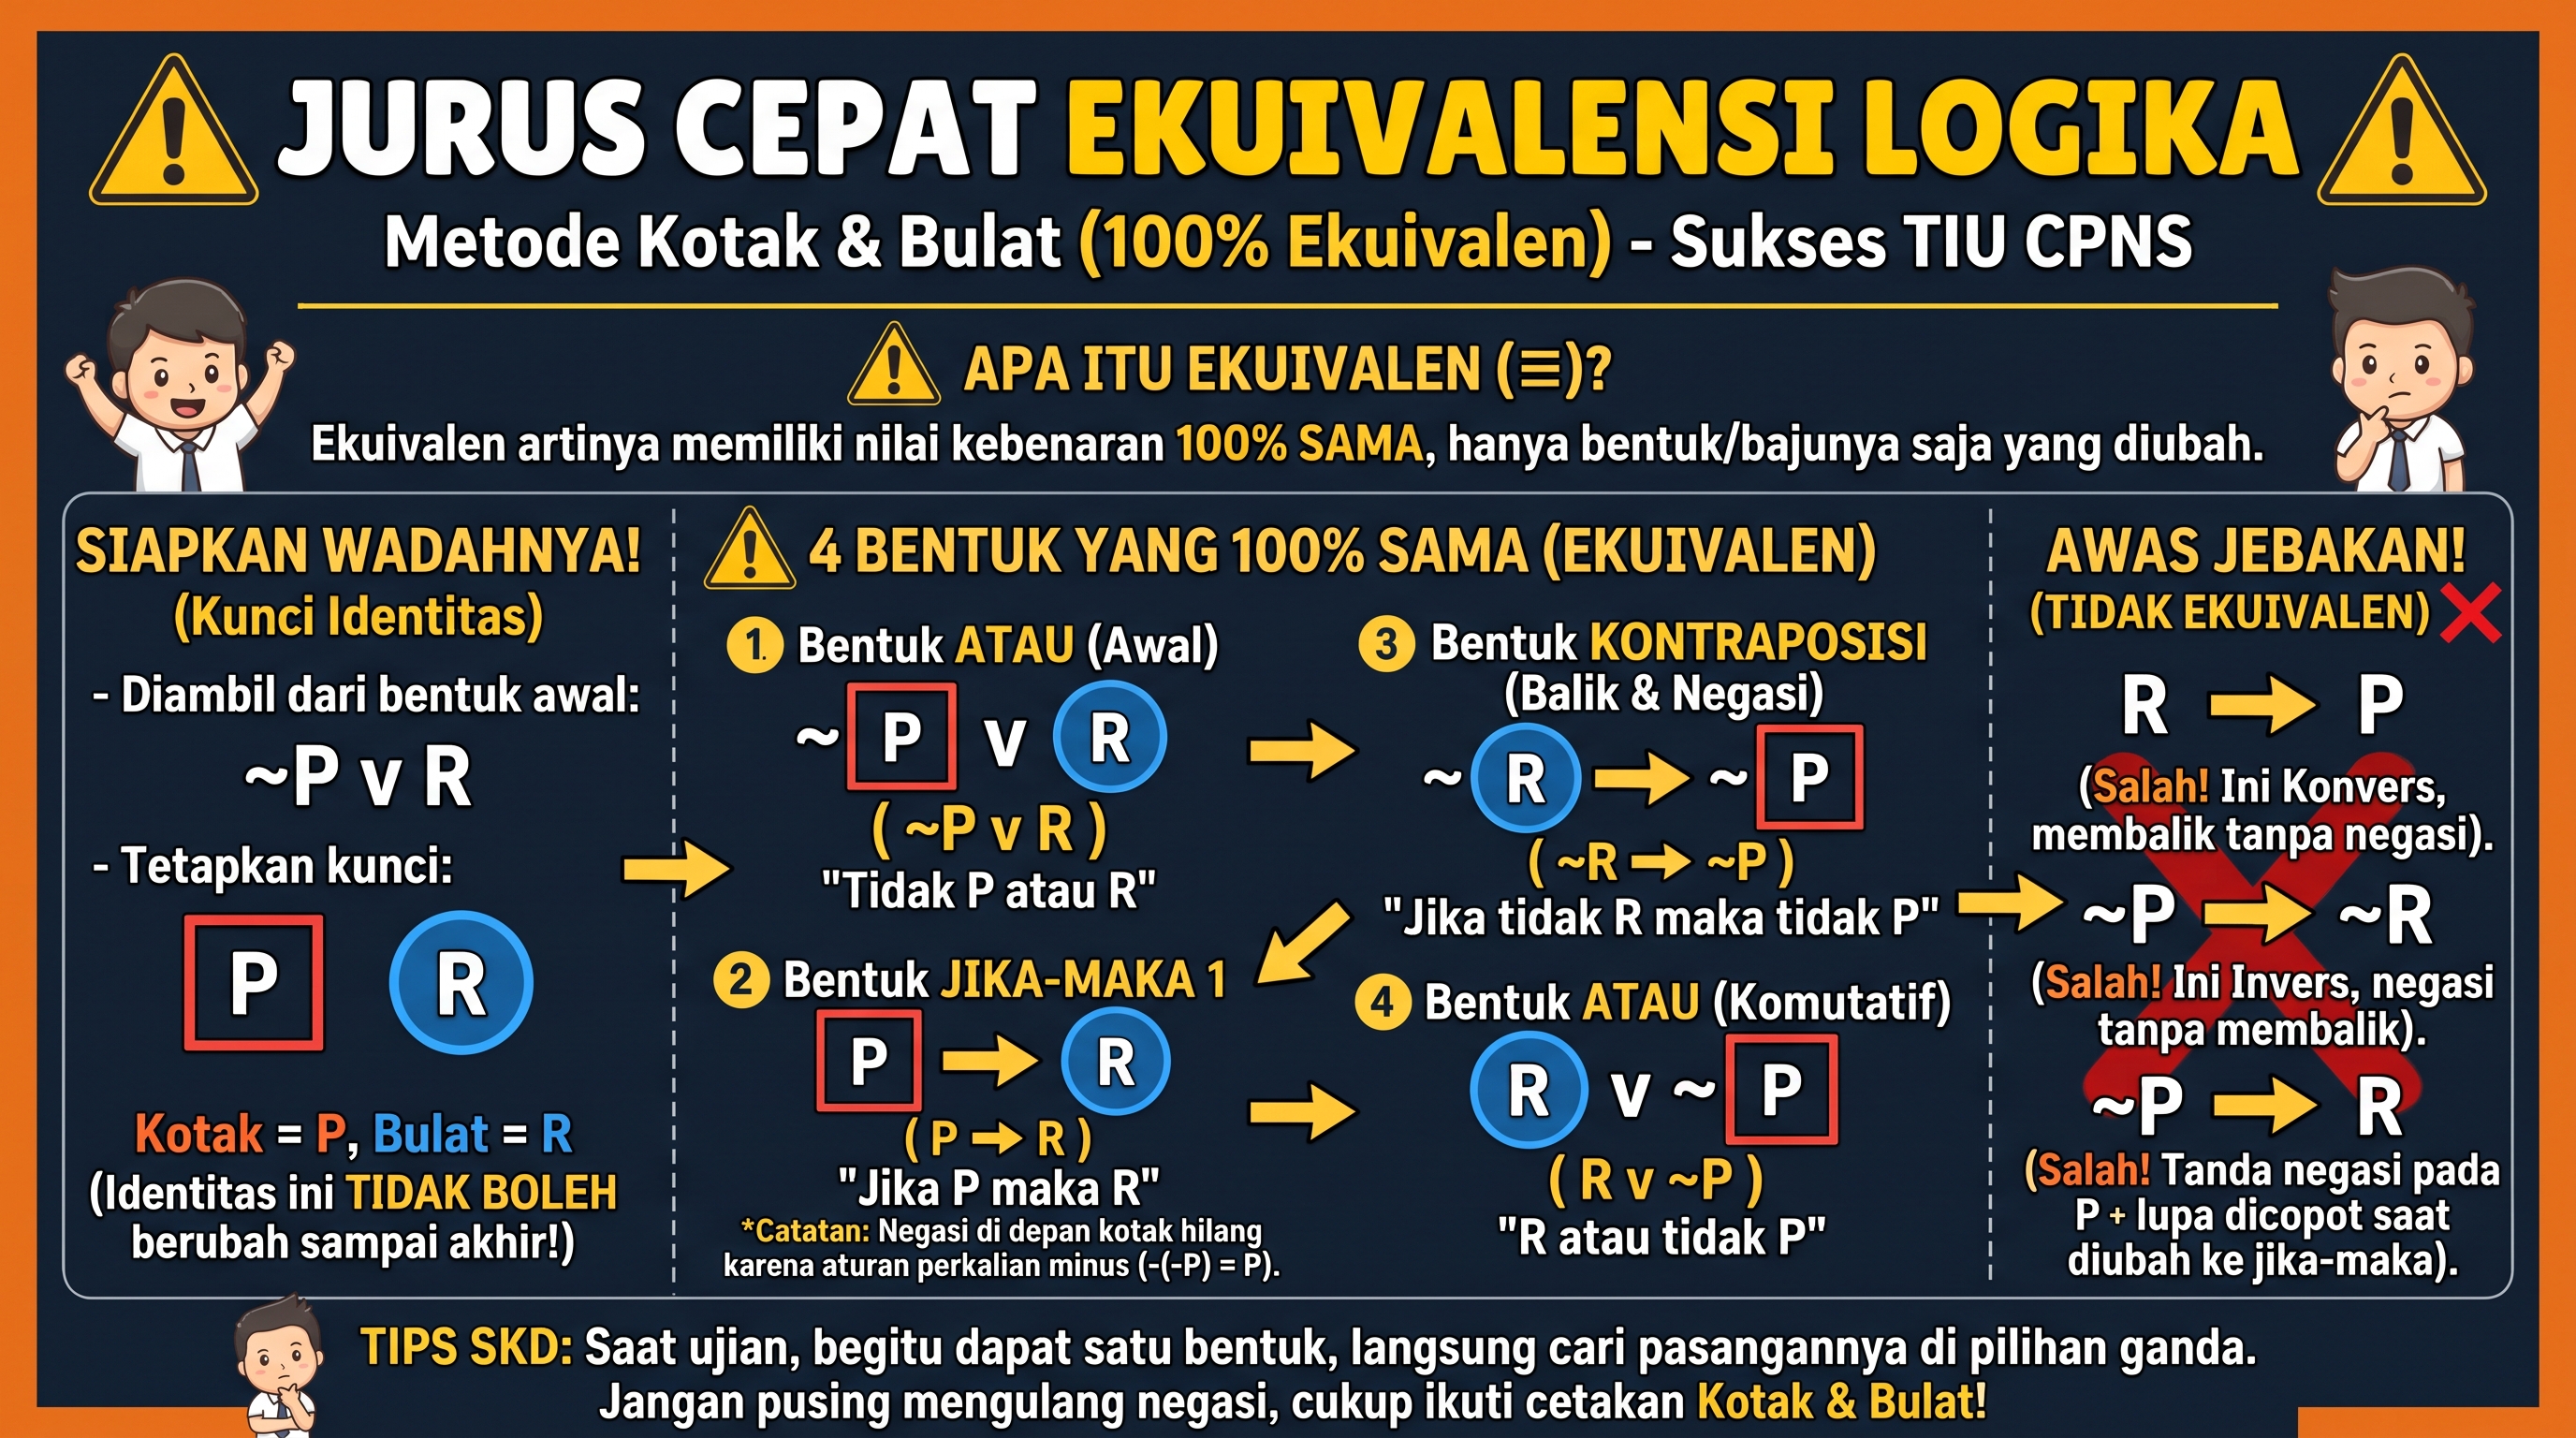 JURUS CEPAT EKUIVALENSI LOGIKA
Metode Kotak & Bulat (100% Ekuivalen) - Sukses TIU CPNS
APA ITU EKUIVALEN (≡)?
Ekuivalen artinya memiliki nilai kebenaran 100% SAMA, hanya bentuk/bajunya saja yang diubah.
SIAPKAN WADAHNYA!
(Kunci Identitas)
- Diambil dari bentuk awal:
~P v R
- Tetapkan kunci:
P R
Kotak = P, Bulat = R
(Identitas ini TIDAK BOLEH
berubah sampai akhir!)
4 BENTUK YANG 100% SAMA (EKUIVALEN)
1. Bentuk ATAU (Awal)
~ P v R
( ~P v R )
"Tidak P atau R"
2 Bentuk JIKA-MAKA 1
P → R
( P → R )
"Jika P maka R"
*Catatan: Negasi di depan kotak hilang
karena aturan perkalian minus (-(-P) = P).
3 Bentuk KONTRAPOSISI
(Balik & Negasi)
~ R → ~ P
( ~R → ~P )
"Jika tidak R maka tidak P"
4 Bentuk ATAU (Komutatif)
R v ~ P
( R v ~P )
"R atau tidak P"
AWAS JEBAKAN!
(TIDAK EKUIVALEN)
R → P
(Salah! Ini Konvers,
membalik tanpa negasi).
~P → ~R
(Salah! Ini Invers, negasi
tanpa membalik).
~P → R
(Salah! Tanda negasi pada
P + lupa dicopot saat
diubah ke jika-maka).
TIPS SKD: Saat ujian, begitu dapat satu bentuk, langsung cari pasangannya di pilihan ganda.
Jangan pusing mengulang negasi, cukup ikuti cetakan Kotak & Bulat!